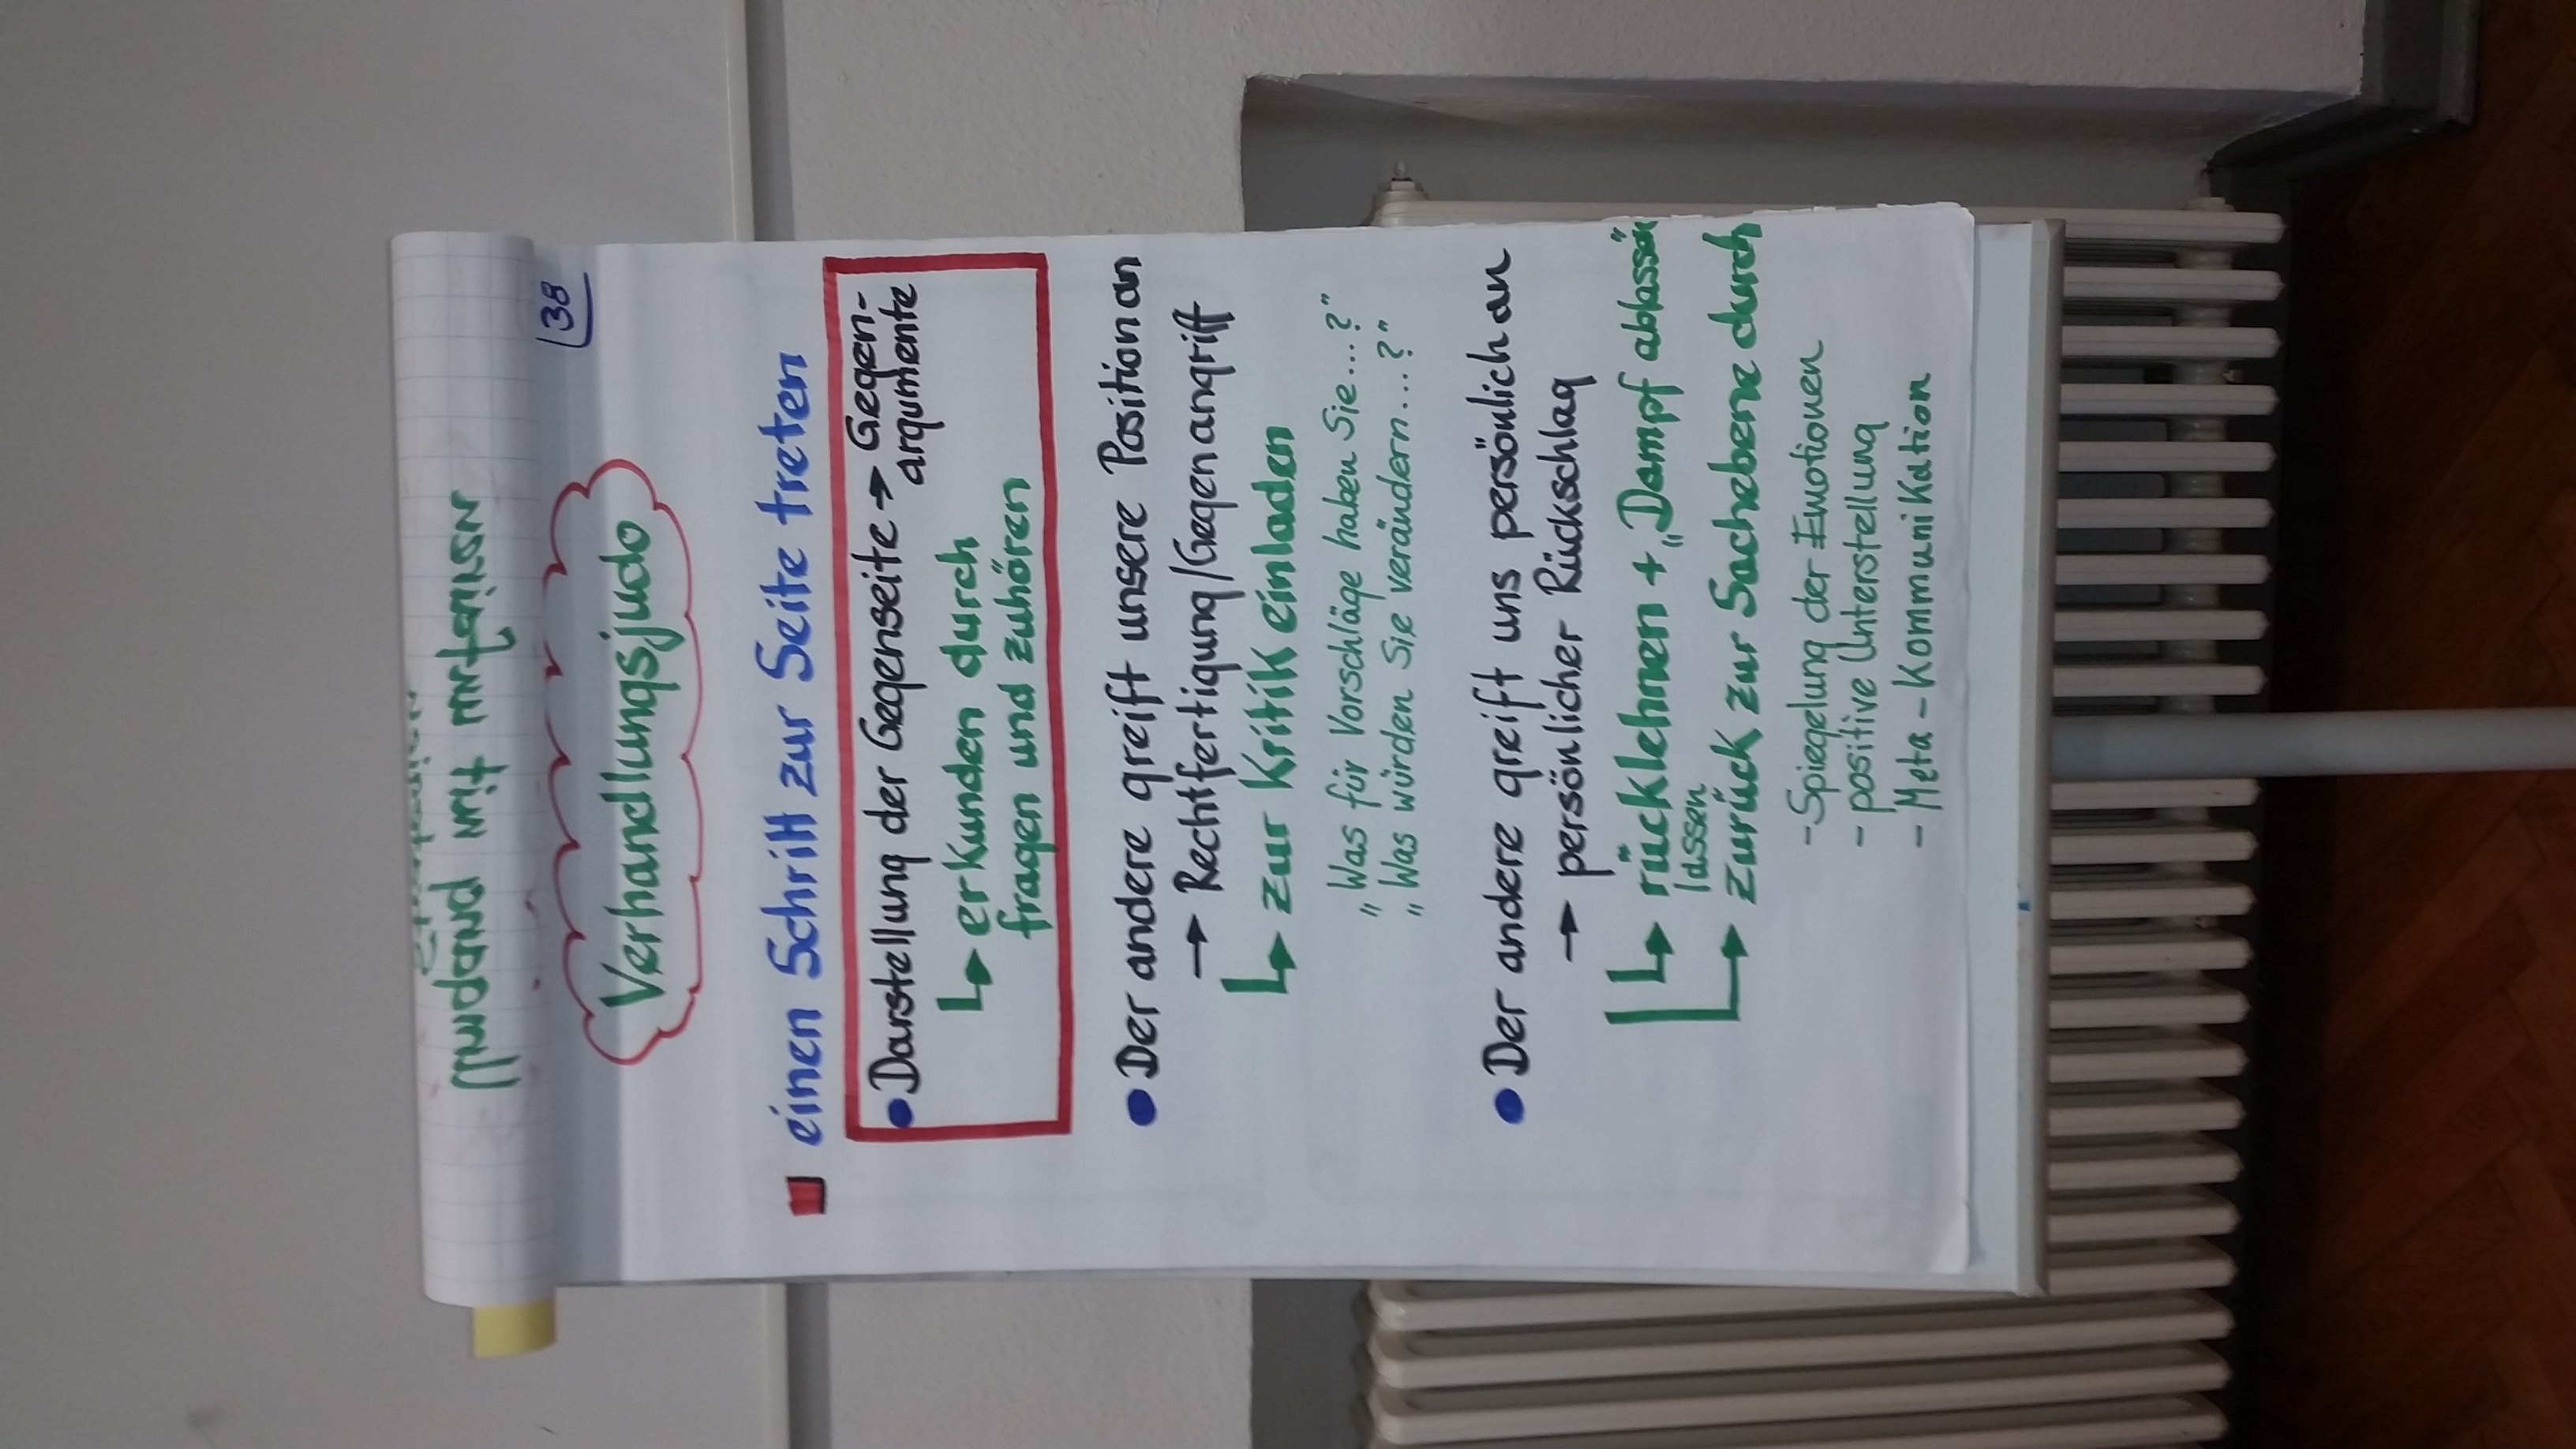 38
Verhandlungsjudo
einen Schritt zur Seite treten
Darstellung der Gegenseite → Gegen-
argumente
↳ erkunden durch
fragen und zuhören
Der andere greift unsere Position an
→ Rechtfertigung/Gegenangriff
↳ zur Kritik einladen
„Was für Vorschläge haben Sie...?"
„Was würden Sie verändern...?"
Der andere greift uns persönlich an
→ persönlicher Rückschlag
↳ rücklehnen + „Dampf ablassen"
lassen
↳ zurück zur Sachebene durch
- Spiegelung der Emotionen
- positive Unterstellung
- Meta-Kommunikation